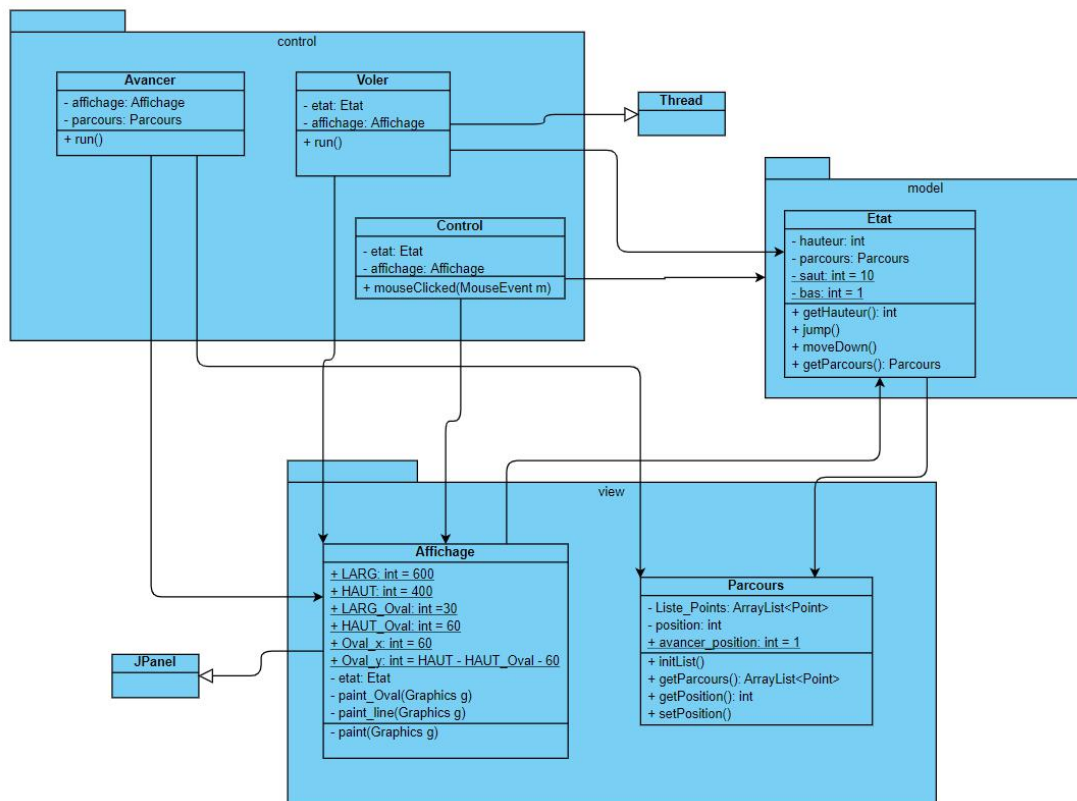 control
Avancer
- affichage: Affichage
- parcours: Parcours
+ run()
Voler
- etat: Etat
- affichage: Affichage
+ run()
Thread
Control
- etat: Etat
- affichage: Affichage
+ mouseClicked(MouseEvent m)
model
Etat
- hauteur: int
- parcours: Parcours
- saut: int = 10
- bas: int = 1
+ getHauteur(): int
+ jump()
+ moveDown()
+ getParcours(): Parcours
view
Affichage
+ LARG: int = 600
+ HAUT: int = 400
+ LARG_Oval: int =30
+ HAUT_Oval: int = 60
+ Oval_x: int = 60
+ Oval_y: int = HAUT - HAUT_Oval - 60
- etat: Etat
- paint_Oval(Graphics g)
- paint_line(Graphics g)
- paint(Graphics g)
JPanel
Parcours
- Liste_Points: ArrayList<Point>
- position: int
+ avancer_position: int = 1
+ initList()
+ getParcours(): ArrayList<Point>
+ getPosition(): int
+ setPosition()